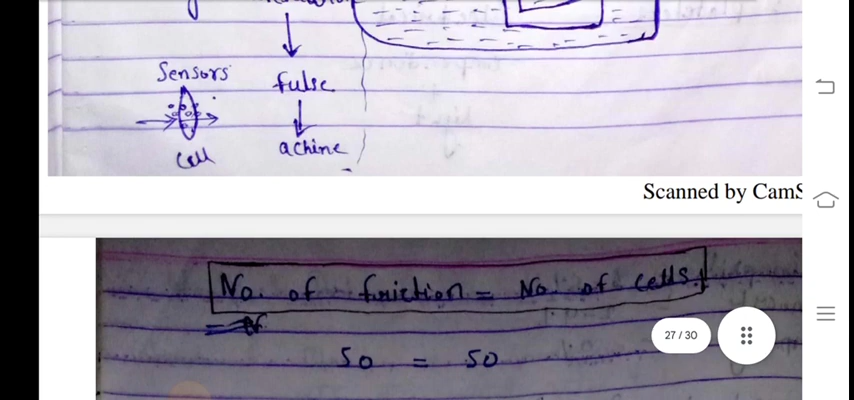 Sensors
fulse
achine
cell
Scanned by CamS
No. of friction = No. of cells.
50 = 50
27 / 30